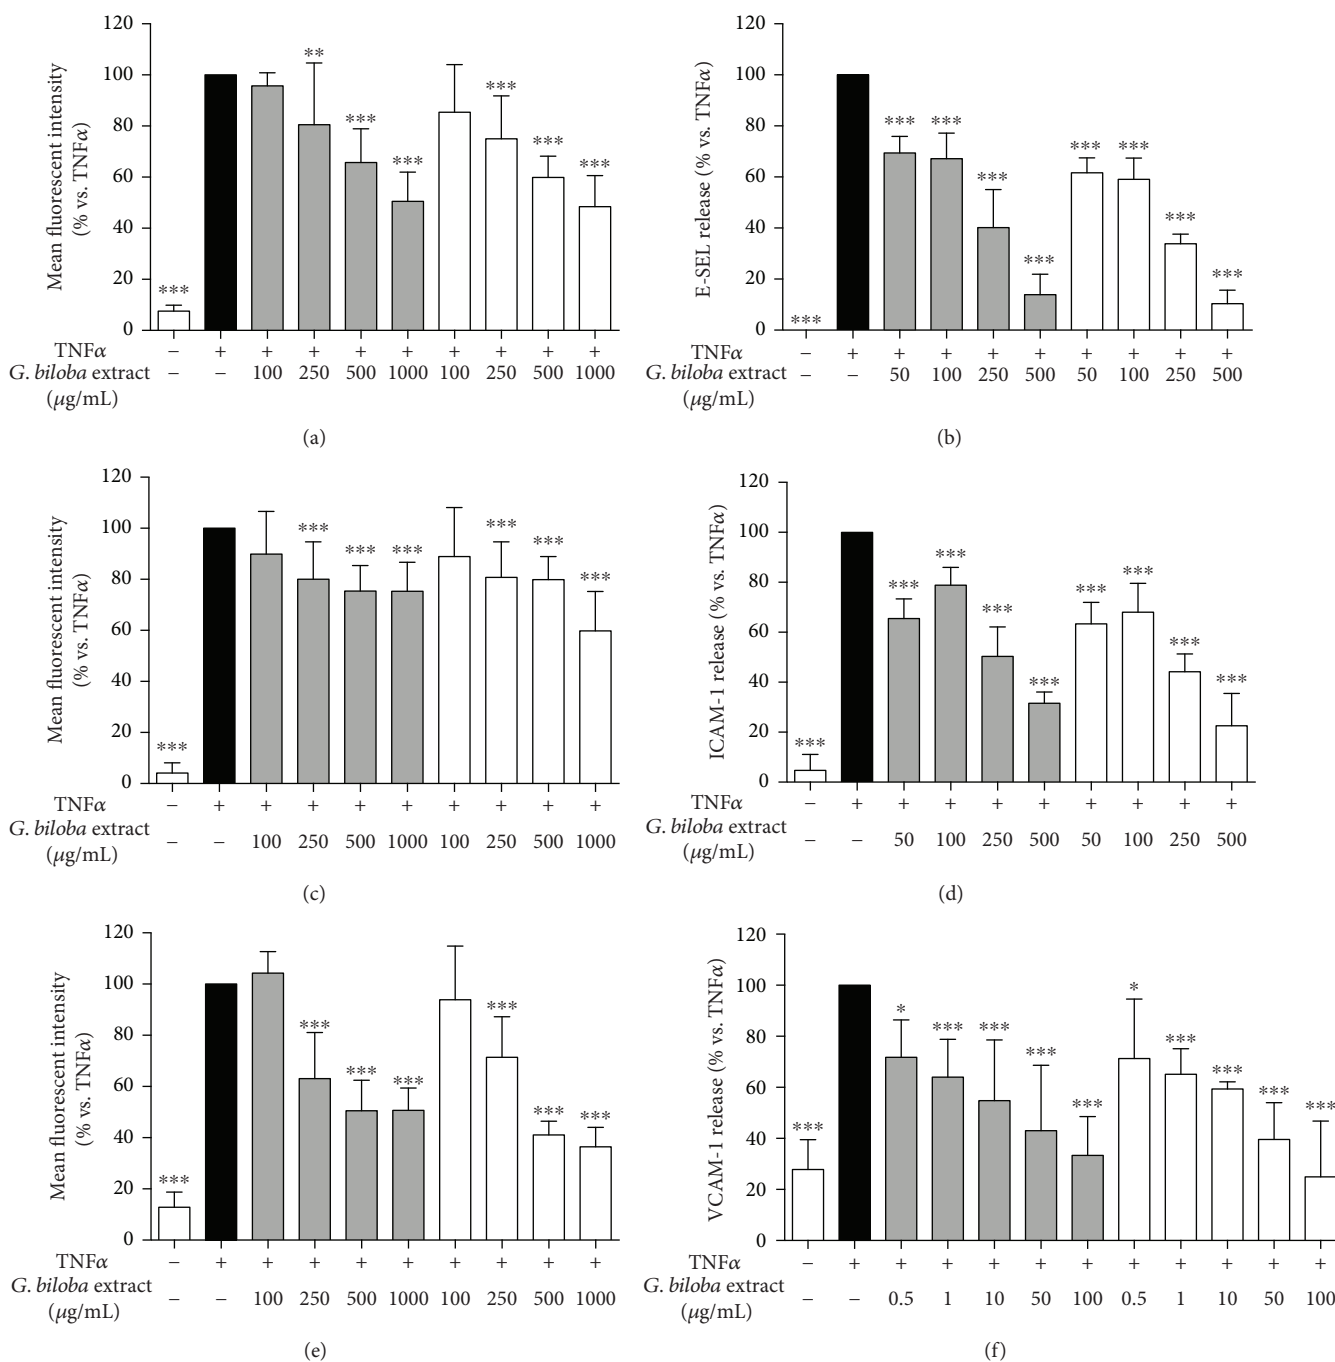 120
100
80
60
40
20
0
Mean fluorescent intensity
(% vs. TNFα)
*** ** *** *** *** *** ***
TNFα − + + + + + + + + +
G. biloba extract − − 100 250 500 1000 100 250 500 1000
(μg/mL)
(a)
120
100
80
60
40
20
0
E-SEL release (% vs. TNFα)
*** *** *** *** *** *** *** *** ***
TNFα − + + + + + + + + +
G. biloba extract − − 50 100 250 500 50 100 250 500
(μg/mL)
(b)
120
100
80
60
40
20
0
Mean fluorescent intensity
(% vs. TNFα)
*** *** *** *** *** *** ***
TNFα − + + + + + + + + +
G. biloba extract
(μg/mL) − − 100 250 500 1000 100 250 500 1000
(c)
120
100
80
60
40
20
0
ICAM-1 release (% vs. TNFα)
*** *** *** *** *** *** *** *** ***
TNFα − + + + + + + + + +
G. biloba extract
(μg/mL) − − 50 100 250 500 50 100 250 500
(d)
120
100
80
60
40
20
0
Mean fluorescent intensity
(% vs. TNFα)
*** *** *** *** *** *** ***
TNFα − + + + + + + + + +
G. biloba extract
(μg/mL) − − 100 250 500 1000 100 250 500 1000
(e)
120
100
80
60
40
20
0
VCAM-1 release (% vs. TNFα)
*** * *** *** *** *** * *** *** *** ***
TNFα − + + + + + + + + + + +
G. biloba extract
(μg/mL) − − 0.5 1 10 50 100 0.5 1 10 50 100
(f)